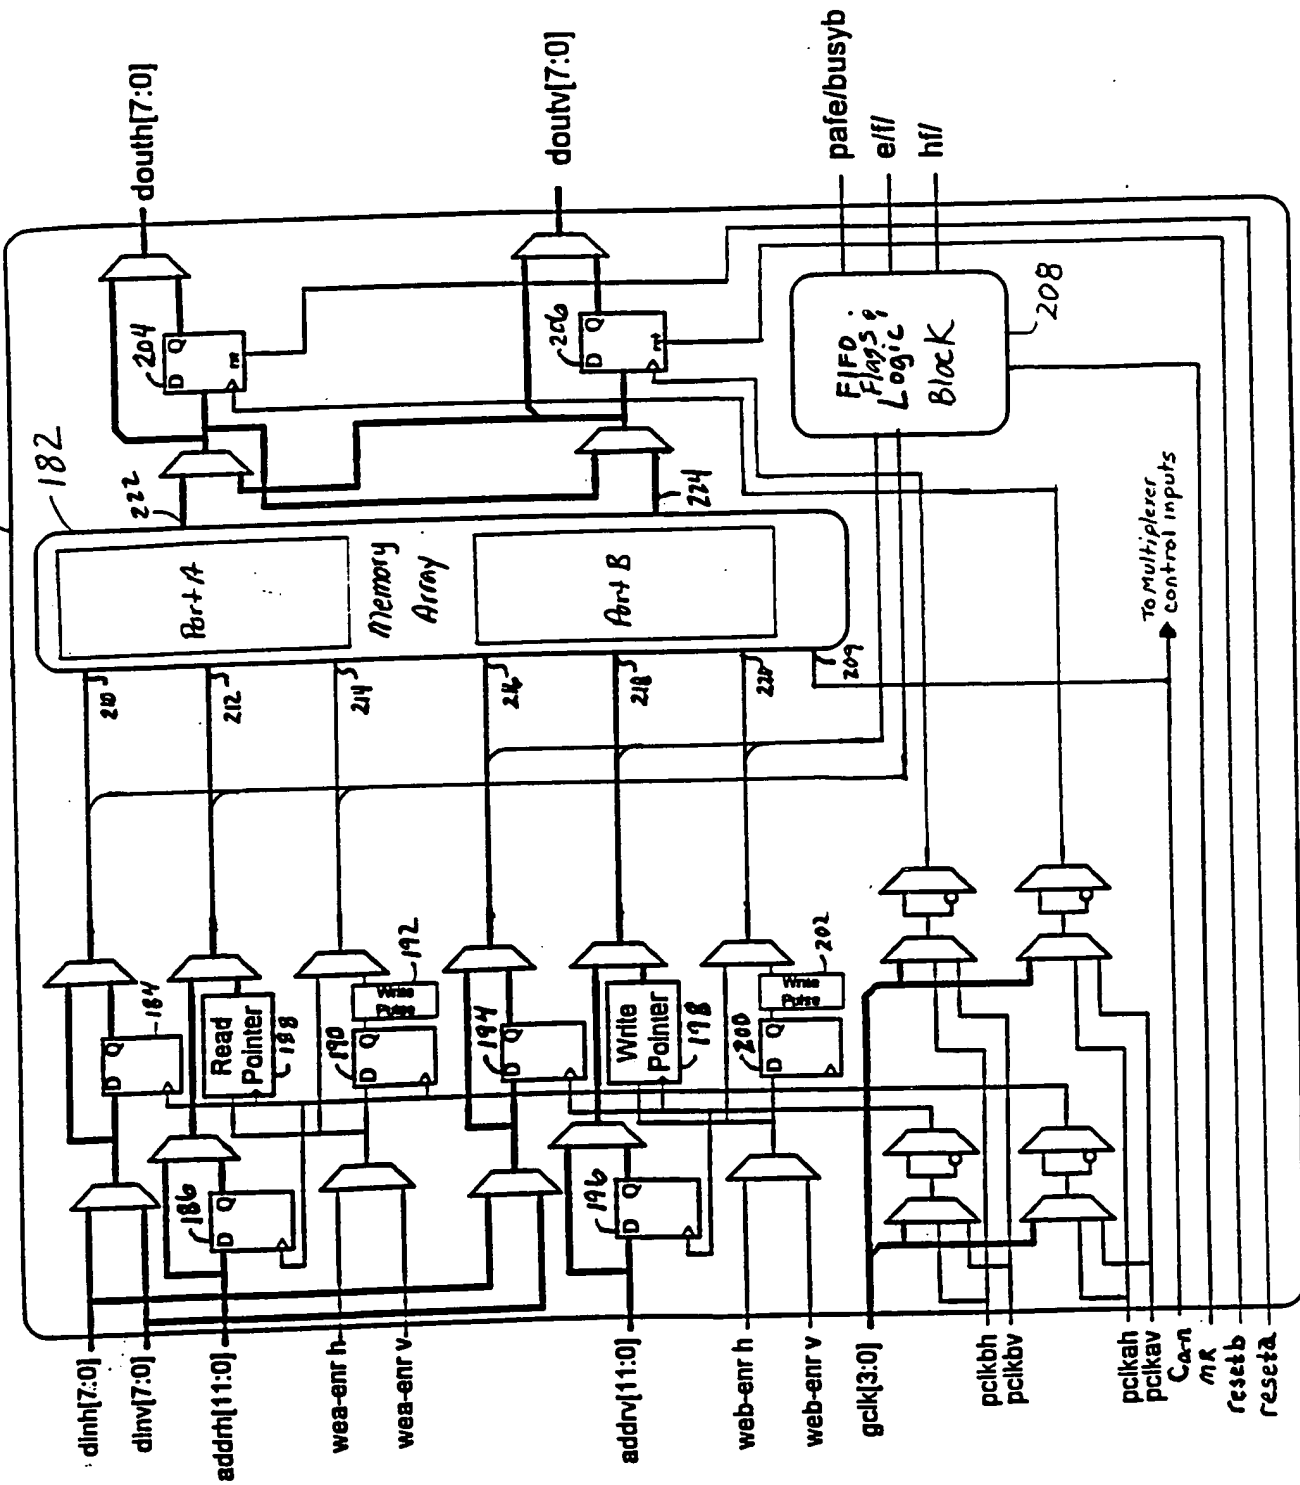 douth[7:0]
doutv[7:0]
pafe/busyb
e/f/
hf/
204
D Q
rst
206
D Q
rst
FIFO
Flags &
Logic
Block
208
182
222
224
Port A
Memory
Array
Port B
To Multiplexer
control inputs
210
212
214
216
218
220
209
184
D Q
Read
Pointer
188
192
Write
Pulse
190
D Q
194
D Q
Write
Pointer
198
202
Write
Pulse
200
D Q
186
D Q
196
D Q
dinh[7:0]
dinv[7:0]
addrh[11:0]
wea-enr h
wea-enr v
addrv[11:0]
web-enr h
web-enr v
gclk[3:0]
pclkbh
pclkbv
pclkah
pclkav
Can
MR
resetb
reseta